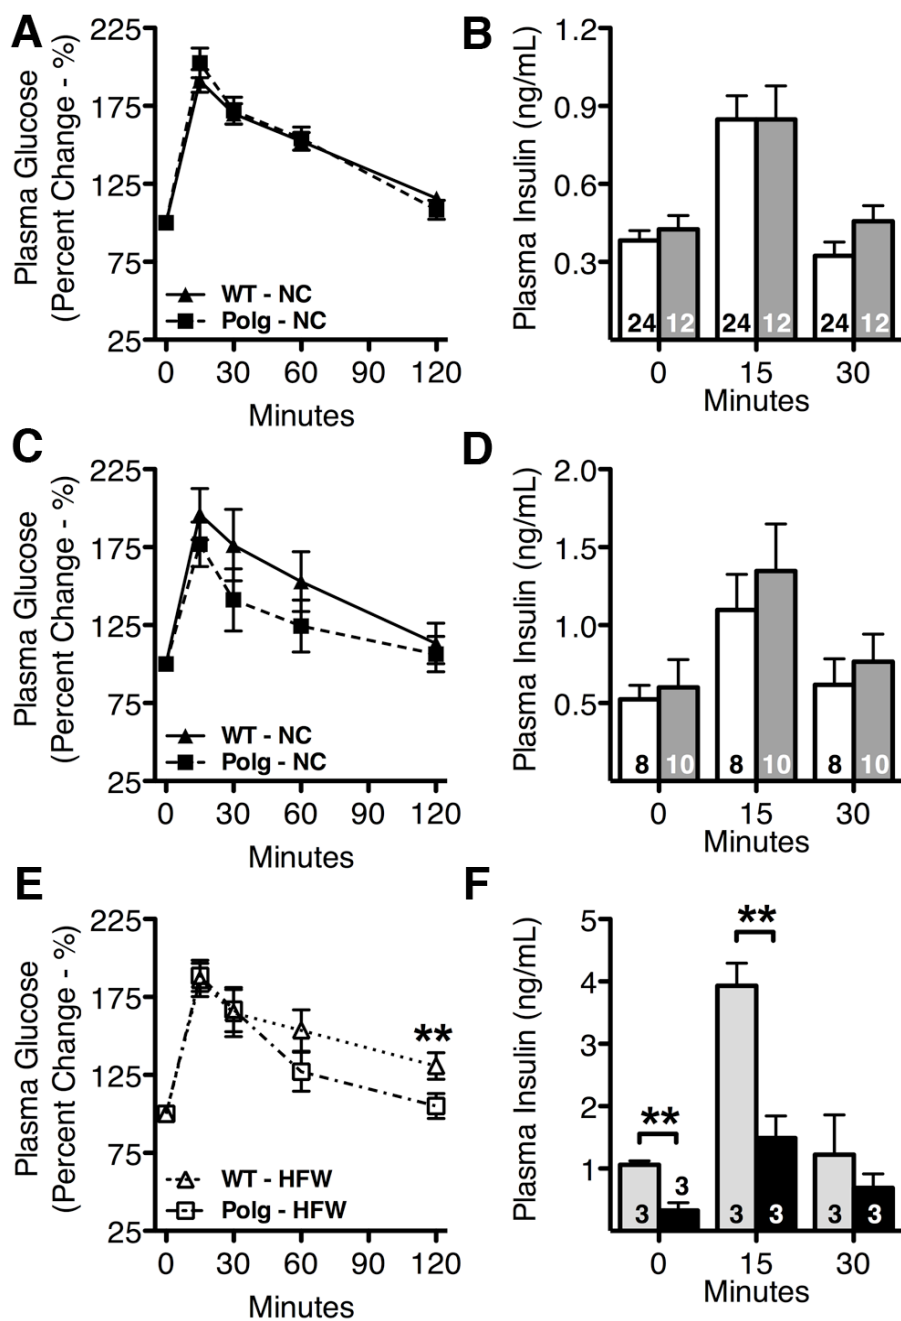 A
225
175
125
75
25
Plasma Glucose
(Percent Change - %)
WT - NC
Polg - NC
0 30 60 90 120
Minutes
B
1.2
0.9
0.6
0.3
Plasma Insulin (ng/mL)
24 12 24 12 24 12
0 15 30
Minutes
C
225
175
125
75
25
Plasma Glucose
(Percent Change - %)
WT - NC
Polg - NC
0 30 60 90 120
Minutes
D
2.0
1.5
1.0
0.5
Plasma Insulin (ng/mL)
8 10 8 10 8 10
0 15 30
Minutes
E
225
175
125
75
25
Plasma Glucose
(Percent Change - %)
**
WT - HFW
Polg - HFW
0 30 60 90 120
Minutes
F
5
4
3
2
1
Plasma Insulin (ng/mL)
**
**
3 3 3 3 3 3
0 15 30
Minutes